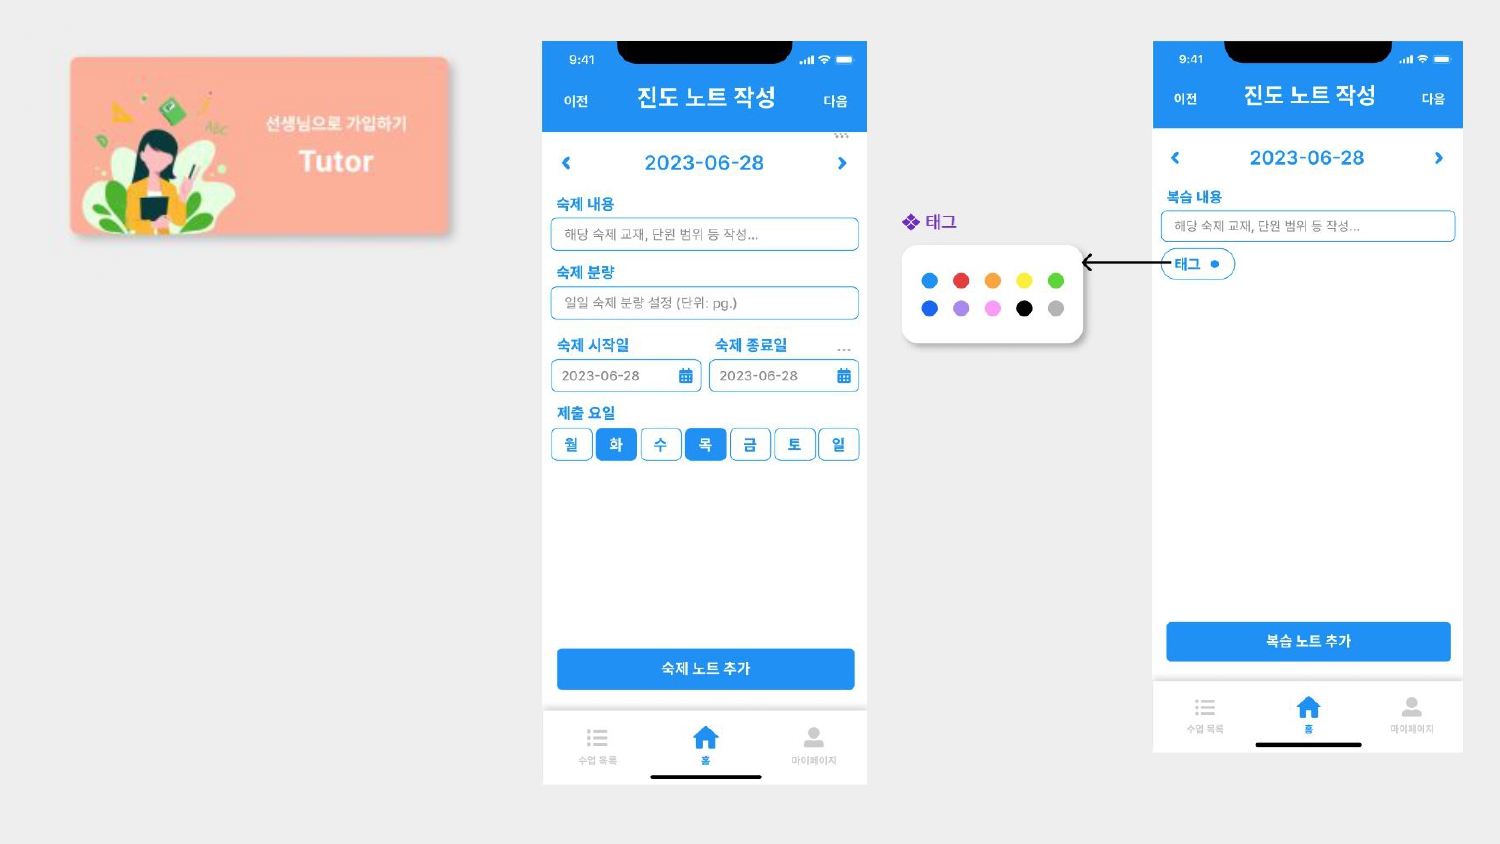 선생님으로 가입하기
Tutor
ABC
9:41
이전
진도 노트 작성
다음
2023-06-28
숙제 내용
해당 숙제 교재, 단원 범위 등 작성...
숙제 분량
일일 숙제 분량 설정 (단위: pg.)
숙제 시작일
숙제 종료일
...
2023-06-28
2023-06-28
제출 요일
월
화
수
목
금
토
일
숙제 노트 추가
수업 목록
홈
마이페이지
❖ 태그
9:41
이전
진도 노트 작성
다음
2023-06-28
복습 내용
해당 숙제 교재, 단원 범위 등 작성...
태그
복습 노트 추가
수업 목록
홈
마이페이지